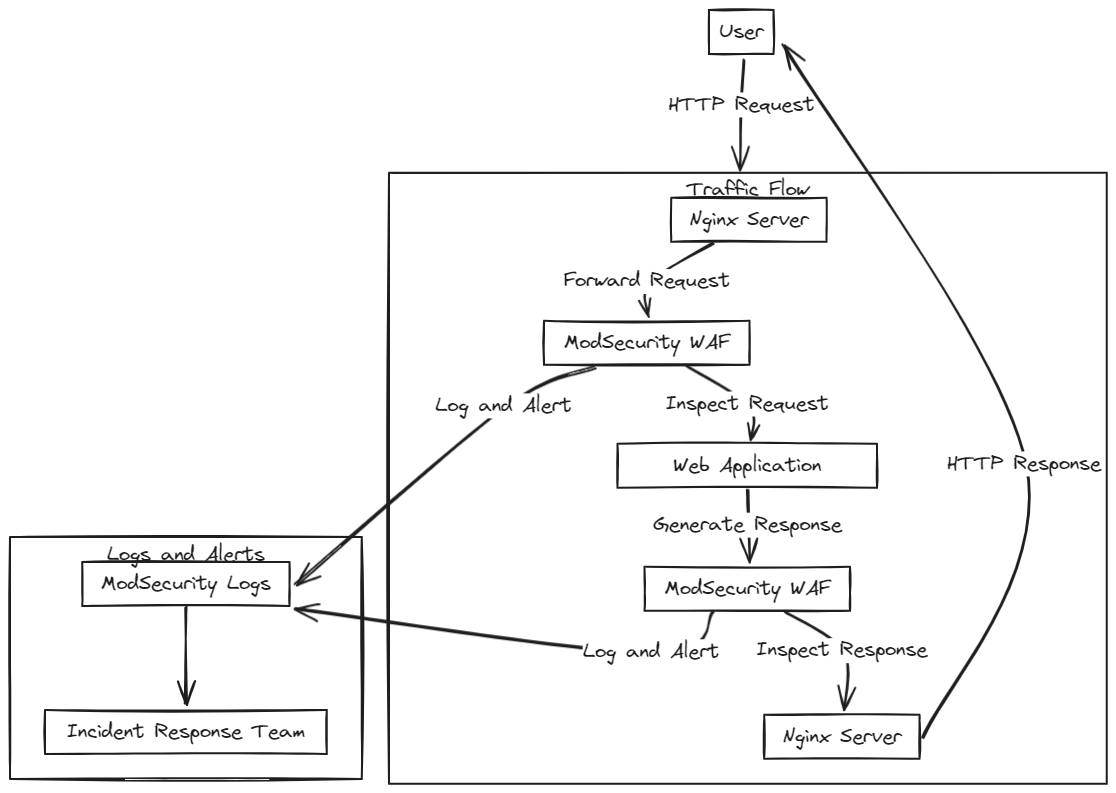 User
HTTP Request
Traffic Flow
Nginx Server
Forward Request
ModSecurity WAF
Log and Alert
Inspect Request
Web Application
HTTP Response
Generate Response
Logs and Alerts
ModSecurity Logs
ModSecurity WAF
Log and Alert
Inspect Response
Incident Response Team
Nginx Server